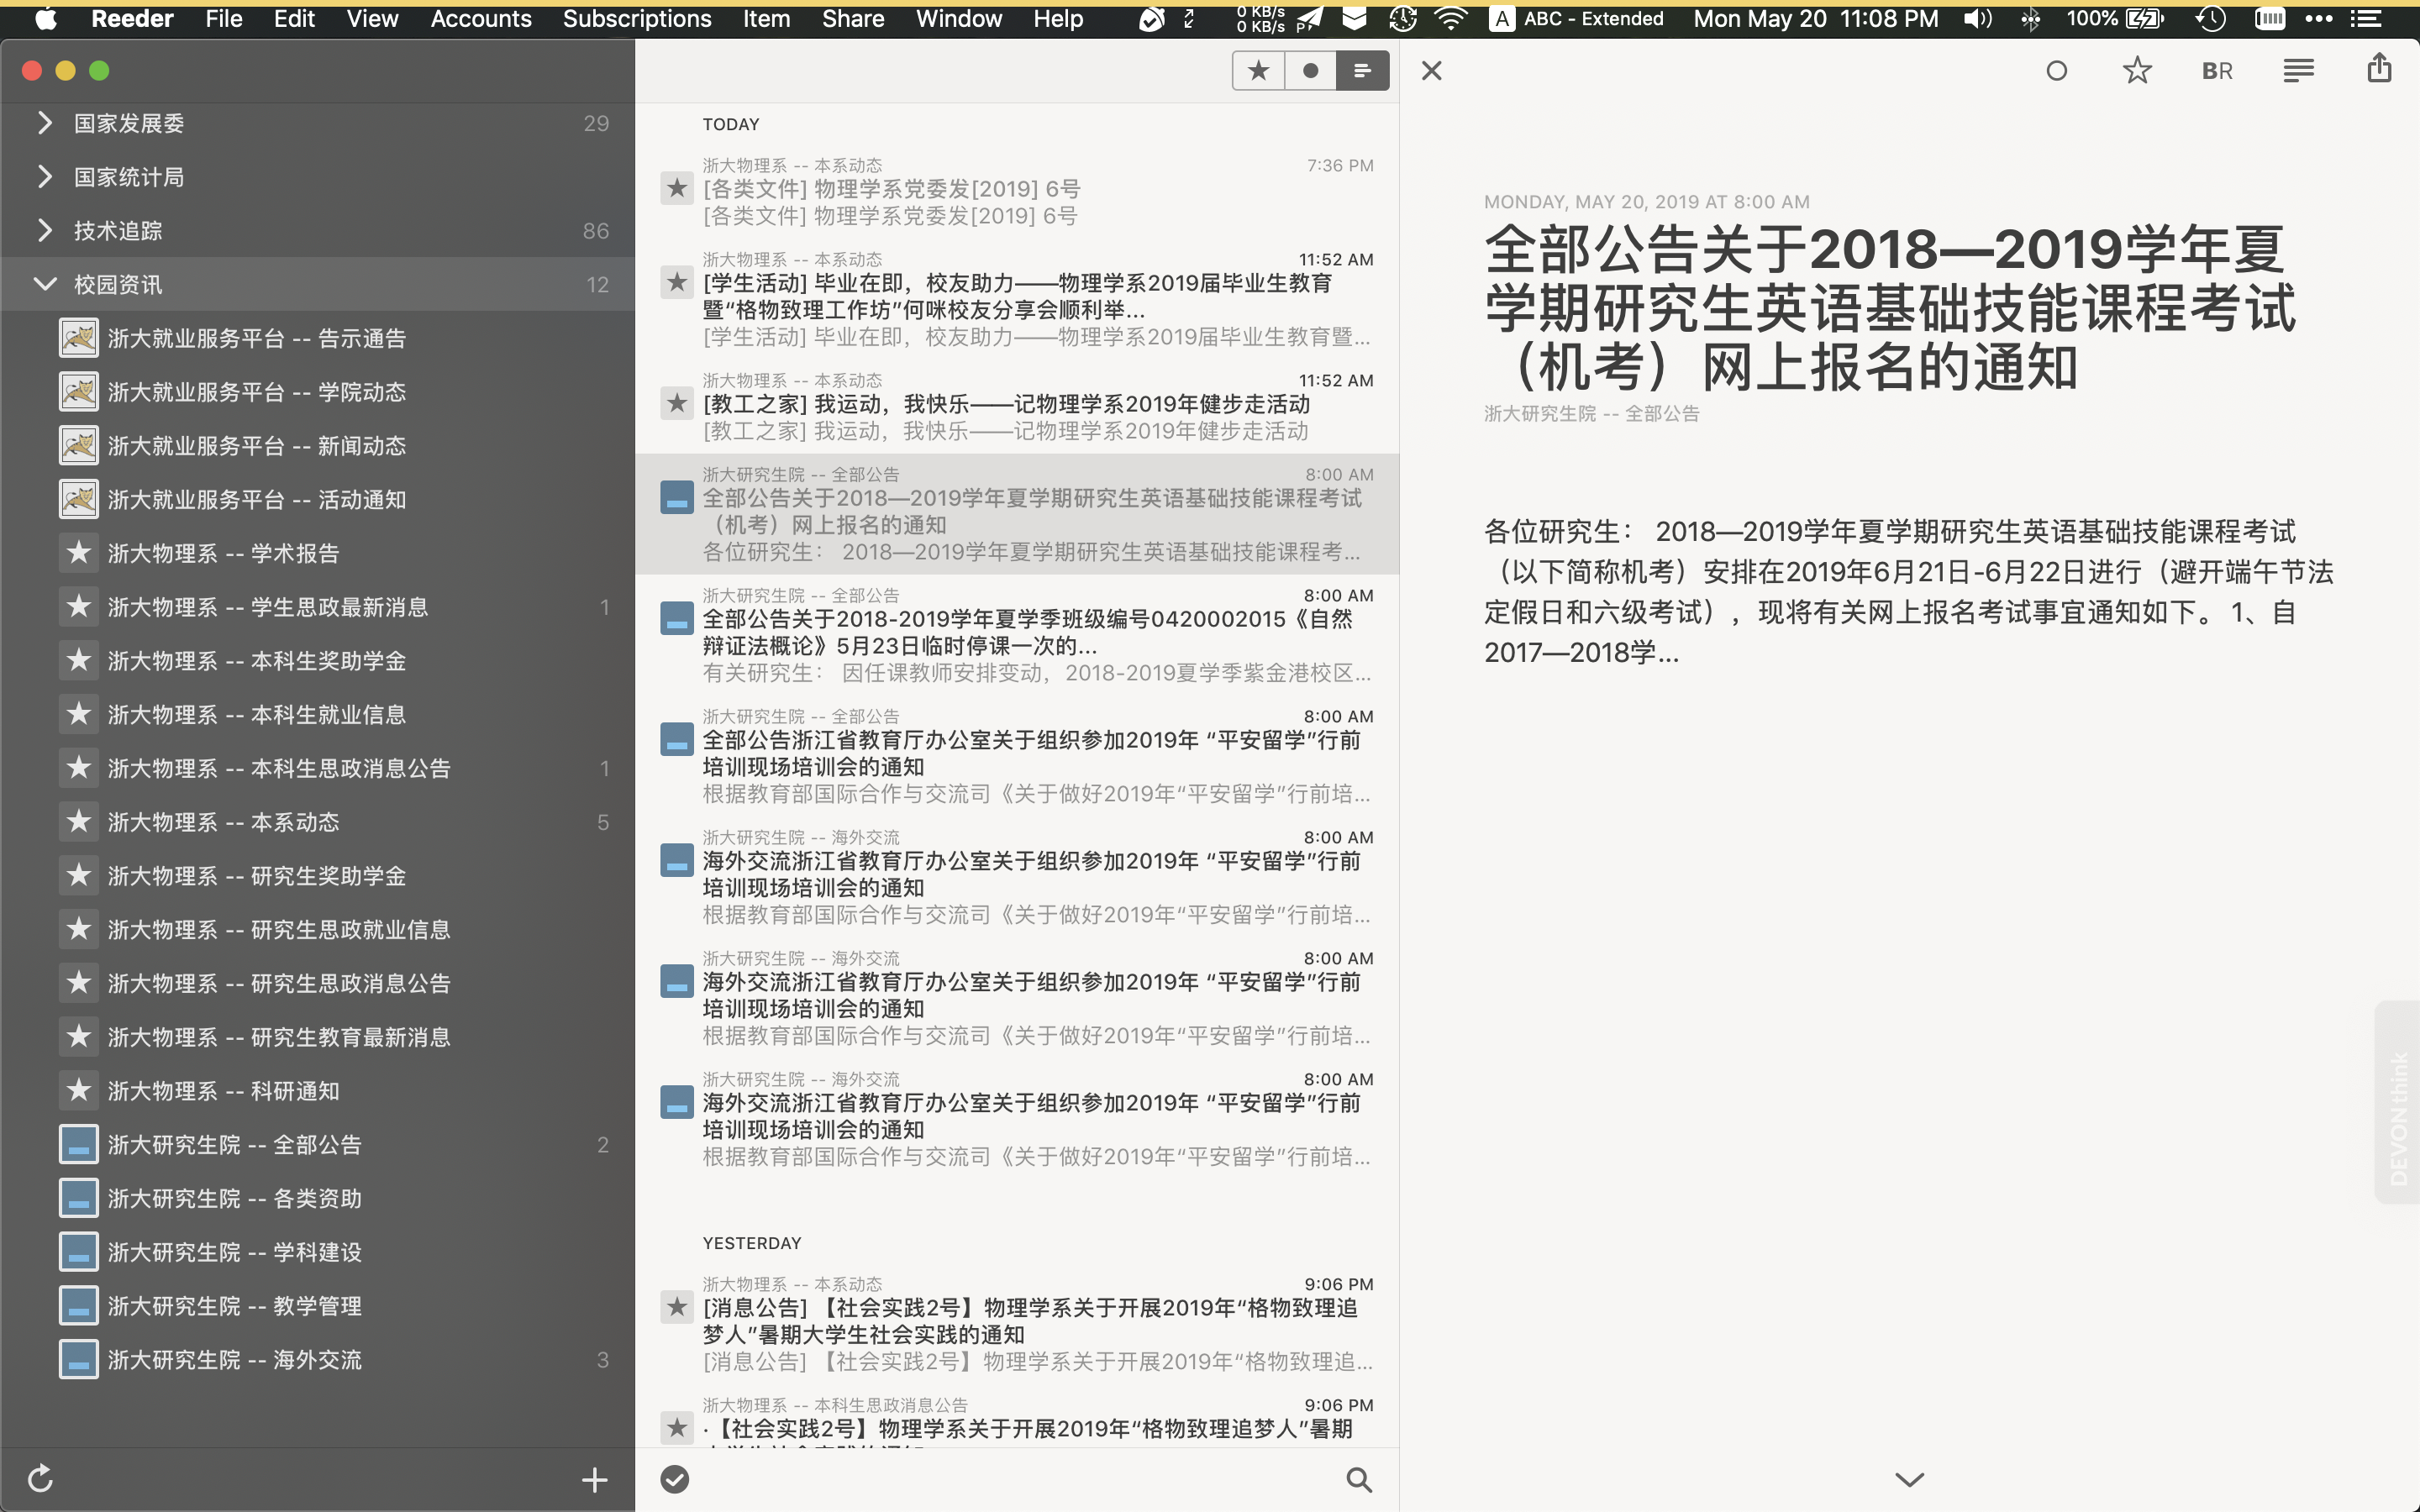 Reeder File Edit View Accounts Subscriptions Item Share Window Help 0 KB/s 0 KB/s A ABC - Extended Mon May 20 11:08 PM 100%
国家发展委 29
国家统计局
技术追踪 86
校园资讯 12
浙大就业服务平台 -- 告示通告
浙大就业服务平台 -- 学院动态
浙大就业服务平台 -- 新闻动态
浙大就业服务平台 -- 活动通知
浙大物理系 -- 学术报告
浙大物理系 -- 学生思政最新消息 1
浙大物理系 -- 本科生奖助学金
浙大物理系 -- 本科生就业信息
浙大物理系 -- 本科生思政消息公告 1
浙大物理系 -- 本系动态 5
浙大物理系 -- 研究生奖助学金
浙大物理系 -- 研究生思政就业信息
浙大物理系 -- 研究生思政消息公告
浙大物理系 -- 研究生教育最新消息
浙大物理系 -- 科研通知
浙大研究生院 -- 全部公告 2
浙大研究生院 -- 各类资助
浙大研究生院 -- 学科建设
浙大研究生院 -- 教学管理
浙大研究生院 -- 海外交流 3
TODAY
浙大物理系 -- 本系动态 7:36 PM
[各类文件] 物理学系党委发[2019] 6号
[各类文件] 物理学系党委发[2019] 6号
浙大物理系 -- 本系动态 11:52 AM
[学生活动] 毕业在即，校友助力——物理学系2019届毕业生教育
暨“格物致理工作坊”何咪校友分享会顺利举...
[学生活动] 毕业在即，校友助力——物理学系2019届毕业生教育暨...
浙大物理系 -- 本系动态 11:52 AM
[教工之家] 我运动，我快乐——记物理学系2019年健步走活动
[教工之家] 我运动，我快乐——记物理学系2019年健步走活动
浙大研究生院 -- 全部公告 8:00 AM
全部公告关于2018—2019学年夏学期研究生英语基础技能课程考试
（机考）网上报名的通知
各位研究生： 2018—2019学年夏学期研究生英语基础技能课程考...
浙大研究生院 -- 全部公告 8:00 AM
全部公告关于2018-2019学年夏学季班级编号0420002015《自然
辩证法概论》5月23日临时停课一次的...
有关研究生： 因任课教师安排变动，2018-2019夏学季紫金港校区...
浙大研究生院 -- 全部公告 8:00 AM
全部公告浙江省教育厅办公室关于组织参加2019年 “平安留学”行前
培训现场培训会的通知
根据教育部国际合作与交流司《关于做好2019年“平安留学”行前培...
浙大研究生院 -- 海外交流 8:00 AM
海外交流浙江省教育厅办公室关于组织参加2019年 “平安留学”行前
培训现场培训会的通知
根据教育部国际合作与交流司《关于做好2019年“平安留学”行前培...
浙大研究生院 -- 海外交流 8:00 AM
海外交流浙江省教育厅办公室关于组织参加2019年 “平安留学”行前
培训现场培训会的通知
根据教育部国际合作与交流司《关于做好2019年“平安留学”行前培...
浙大研究生院 -- 海外交流 8:00 AM
海外交流浙江省教育厅办公室关于组织参加2019年 “平安留学”行前
培训现场培训会的通知
根据教育部国际合作与交流司《关于做好2019年“平安留学”行前培...
YESTERDAY
浙大物理系 -- 本系动态 9:06 PM
[消息公告] 【社会实践2号】物理学系关于开展2019年“格物致理追
梦人”暑期大学生社会实践的通知
[消息公告] 【社会实践2号】物理学系关于开展2019年“格物致理追...
浙大物理系 -- 本科生思政消息公告 9:06 PM
·【社会实践2号】物理学系关于开展2019年“格物致理追梦人”暑期
BR
MONDAY, MAY 20, 2019 AT 8:00 AM
全部公告关于2018—2019学年夏
学期研究生英语基础技能课程考试
（机考）网上报名的通知
浙大研究生院 -- 全部公告
各位研究生： 2018—2019学年夏学期研究生英语基础技能课程考试
（以下简称机考）安排在2019年6月21日-6月22日进行（避开端午节法
定假日和六级考试），现将有关网上报名考试事宜通知如下。 1、自
2017—2018学...
DEVONthink